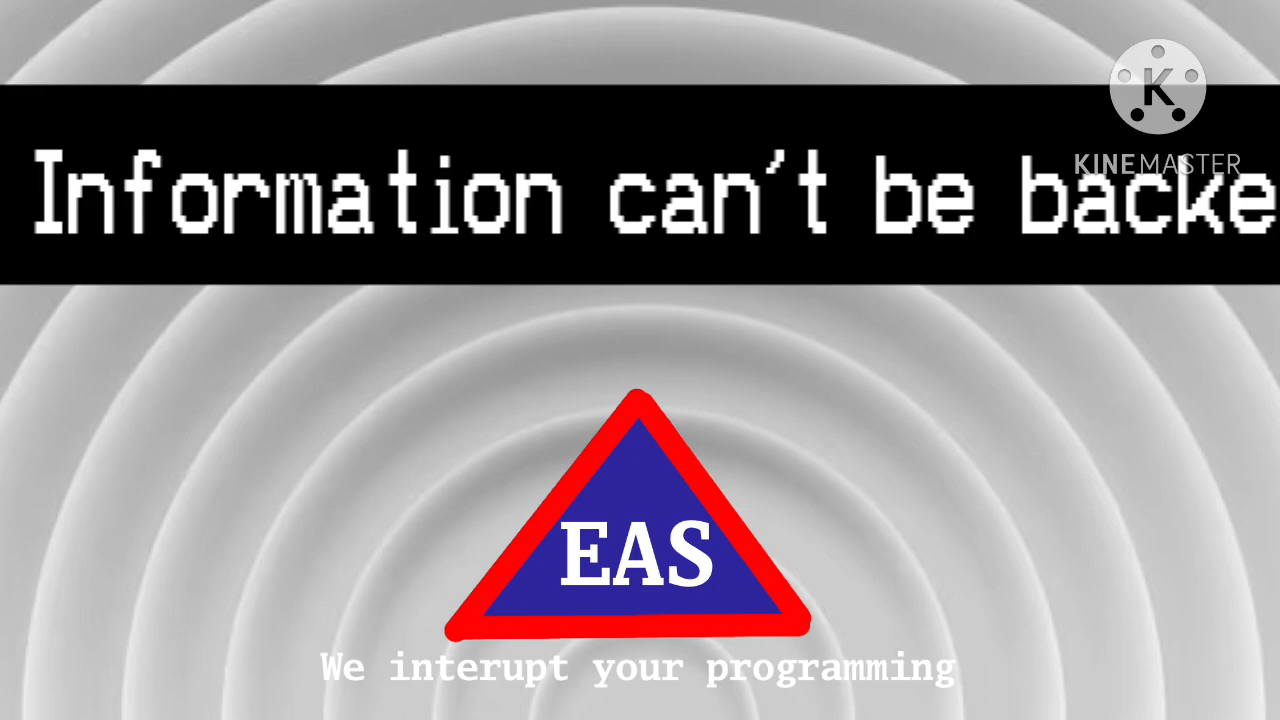 Information can't be backe
K
KINEMASTER
EAS
We interupt your programming